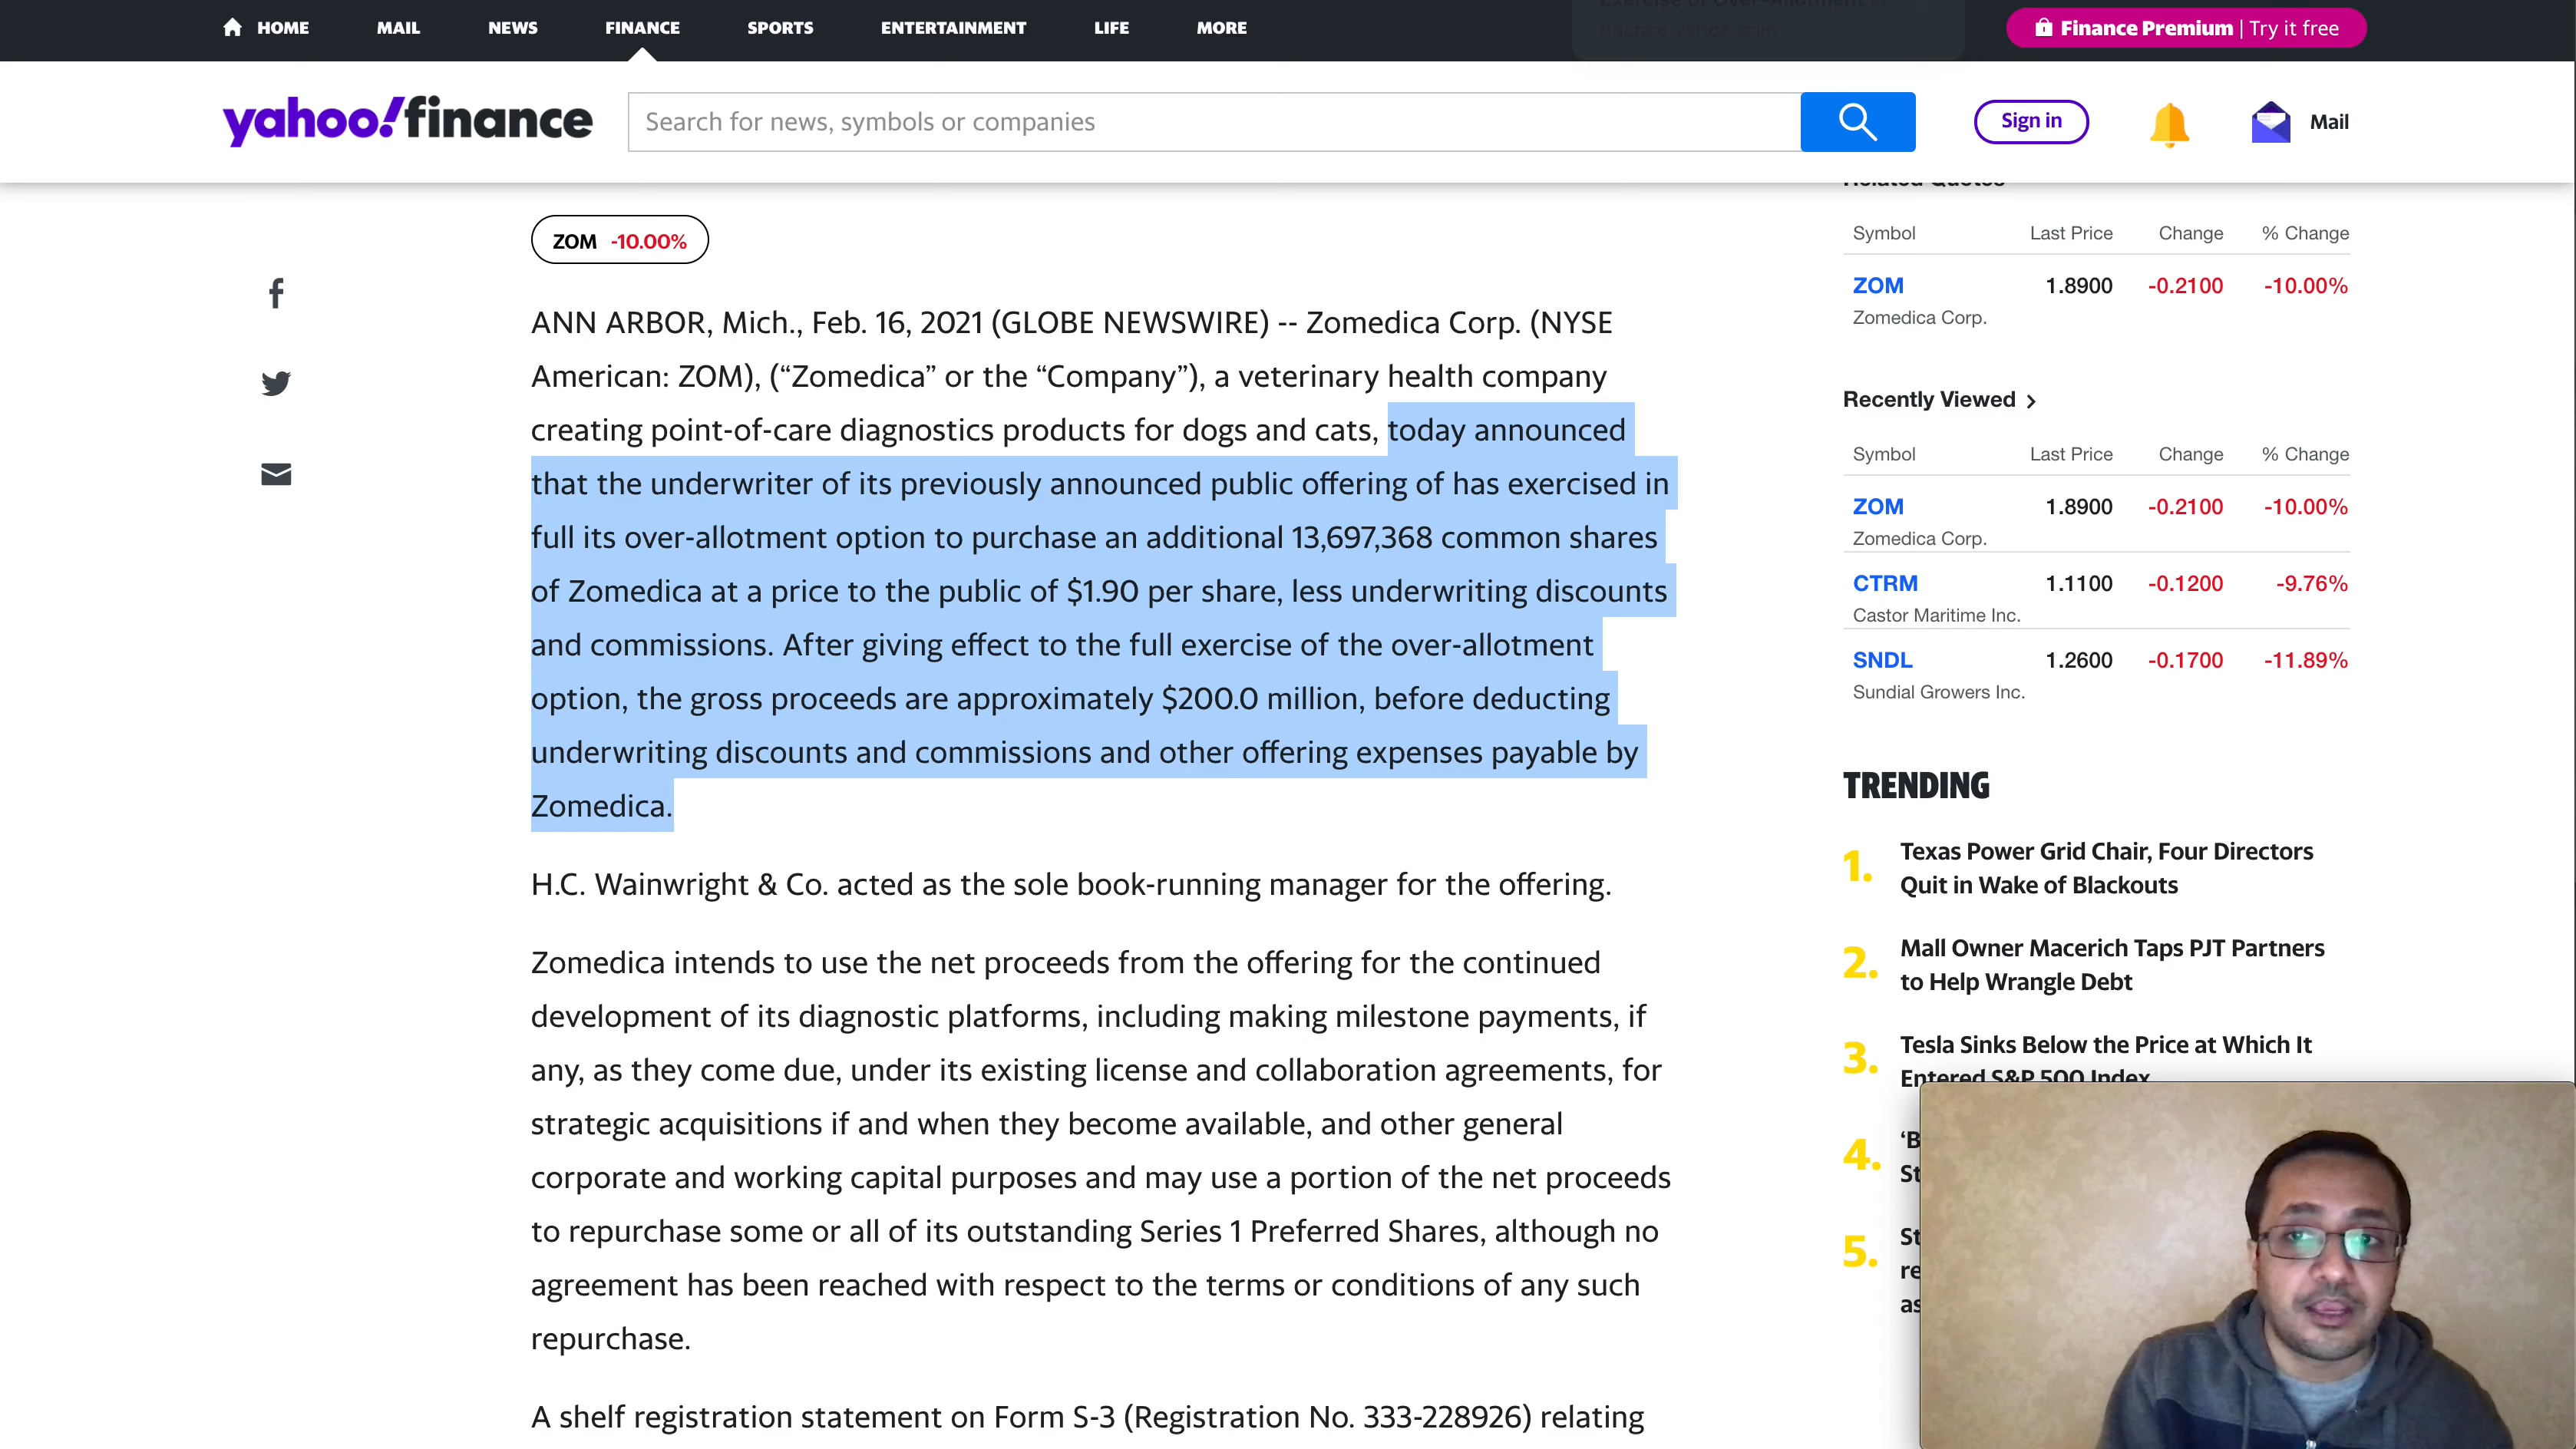 HOME MAIL NEWS FINANCE SPORTS ENTERTAINMENT LIFE MORE
Finance Premium | Try it free
yahoo!finance
Search for news, symbols or companies
Sign in
Mail
ZOM -10.00%
ANN ARBOR, Mich., Feb. 16, 2021 (GLOBE NEWSWIRE) -- Zomedica Corp. (NYSE
American: ZOM), (“Zomedica” or the “Company”), a veterinary health company
creating point-of-care diagnostics products for dogs and cats, today announced
that the underwriter of its previously announced public offering of has exercised in
full its over-allotment option to purchase an additional 13,697,368 common shares
of Zomedica at a price to the public of $1.90 per share, less underwriting discounts
and commissions. After giving effect to the full exercise of the over-allotment
option, the gross proceeds are approximately $200.0 million, before deducting
underwriting discounts and commissions and other offering expenses payable by
Zomedica.
H.C. Wainwright & Co. acted as the sole book-running manager for the offering.
Zomedica intends to use the net proceeds from the offering for the continued
development of its diagnostic platforms, including making milestone payments, if
any, as they come due, under its existing license and collaboration agreements, for
strategic acquisitions if and when they become available, and other general
corporate and working capital purposes and may use a portion of the net proceeds
to repurchase some or all of its outstanding Series 1 Preferred Shares, although no
agreement has been reached with respect to the terms or conditions of any such
repurchase.
A shelf registration statement on Form S-3 (Registration No. 333-228926) relating
Related Quotes
Symbol Last Price Change % Change
ZOM 1.8900 -0.2100 -10.00%
Zomedica Corp.
Recently Viewed
Symbol Last Price Change % Change
ZOM 1.8900 -0.2100 -10.00%
Zomedica Corp.
CTRM 1.1100 -0.1200 -9.76%
Castor Maritime Inc.
SNDL 1.2600 -0.1700 -11.89%
Sundial Growers Inc.
TRENDING
1. Texas Power Grid Chair, Four Directors
Quit in Wake of Blackouts
2. Mall Owner Macerich Taps PJT Partners
to Help Wrangle Debt
3. Tesla Sinks Below the Price at Which It
Entered S&P 500 Index
4.
5.